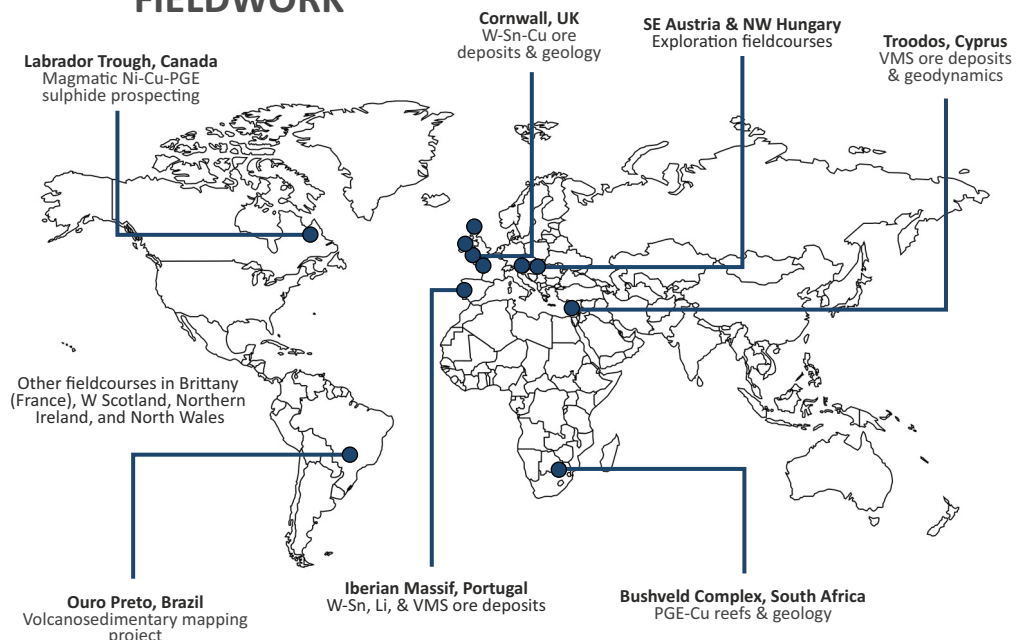 FIELDWORK
Cornwall, UK
W-Sn-Cu ore
deposits & geology
SE Austria & NW Hungary
Exploration fieldcourses
Troodos, Cyprus
VMS ore deposits
& geodynamics
Labrador Trough, Canada
Magmatic Ni-Cu-PGE
sulphide prospecting
Other fieldcourses in Brittany
(France), W Scotland, Northern
Ireland, and North Wales
Ouro Preto, Brazil
Volcanosedimentary mapping
project
Iberian Massif, Portugal
W-Sn, Li, & VMS ore deposits
Bushveld Complex, South Africa
PGE-Cu reefs & geology